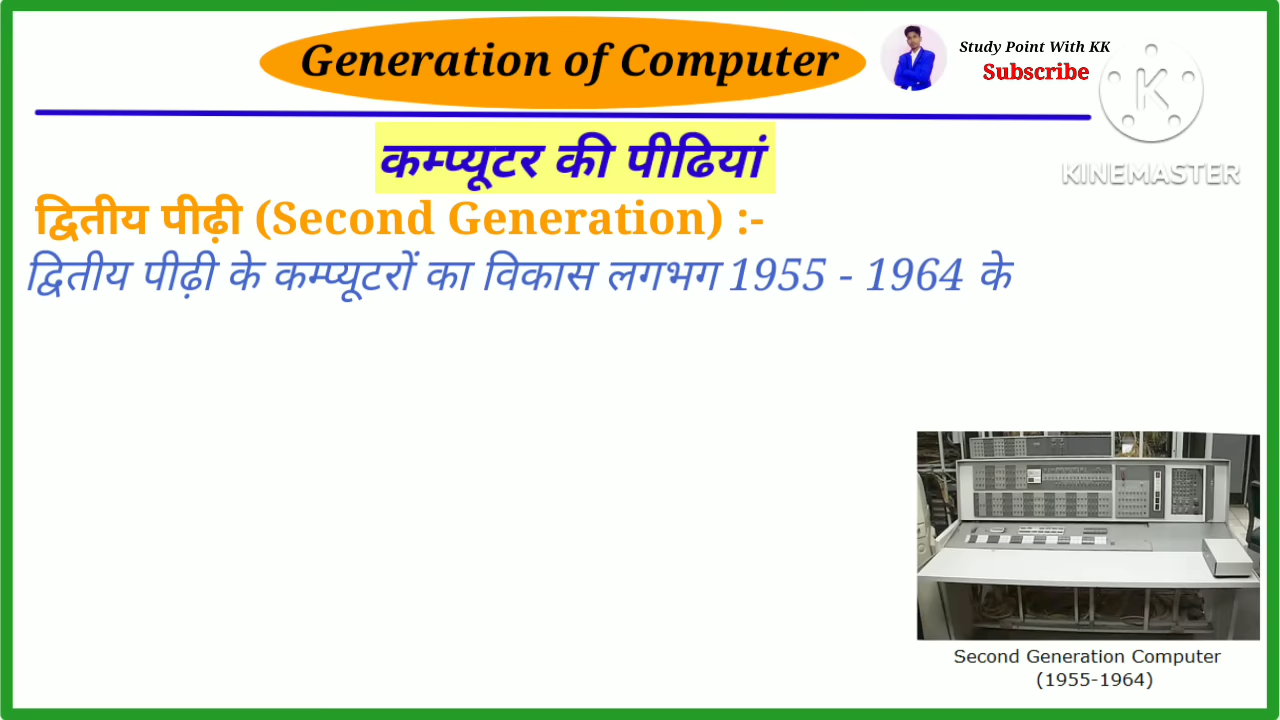 Generation of Computer
Study Point With KK
Subscribe
K
KINEMASTER
कम्प्यूटर की पीढियां
द्वितीय पीढ़ी (Second Generation) :-
द्वितीय पीढ़ी के कम्प्यूटरों का विकास लगभग 1955 - 1964 के
Second Generation Computer
(1955-1964)